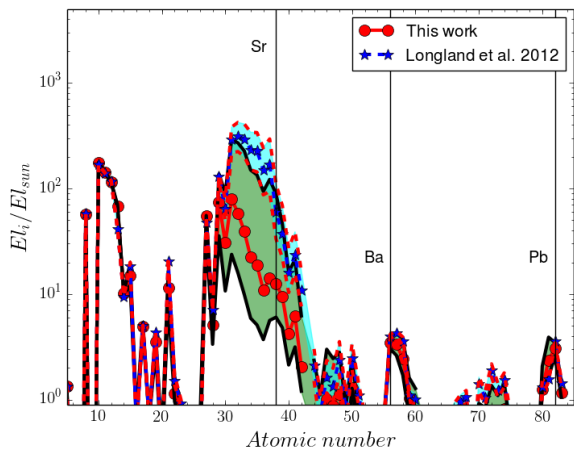 This work
Longland et al. 2012
Sr
Ba
Pb
10³
10²
10¹
10⁰
El_i/El_sun
10 20 30 40 50 60 70 80
Atomic number